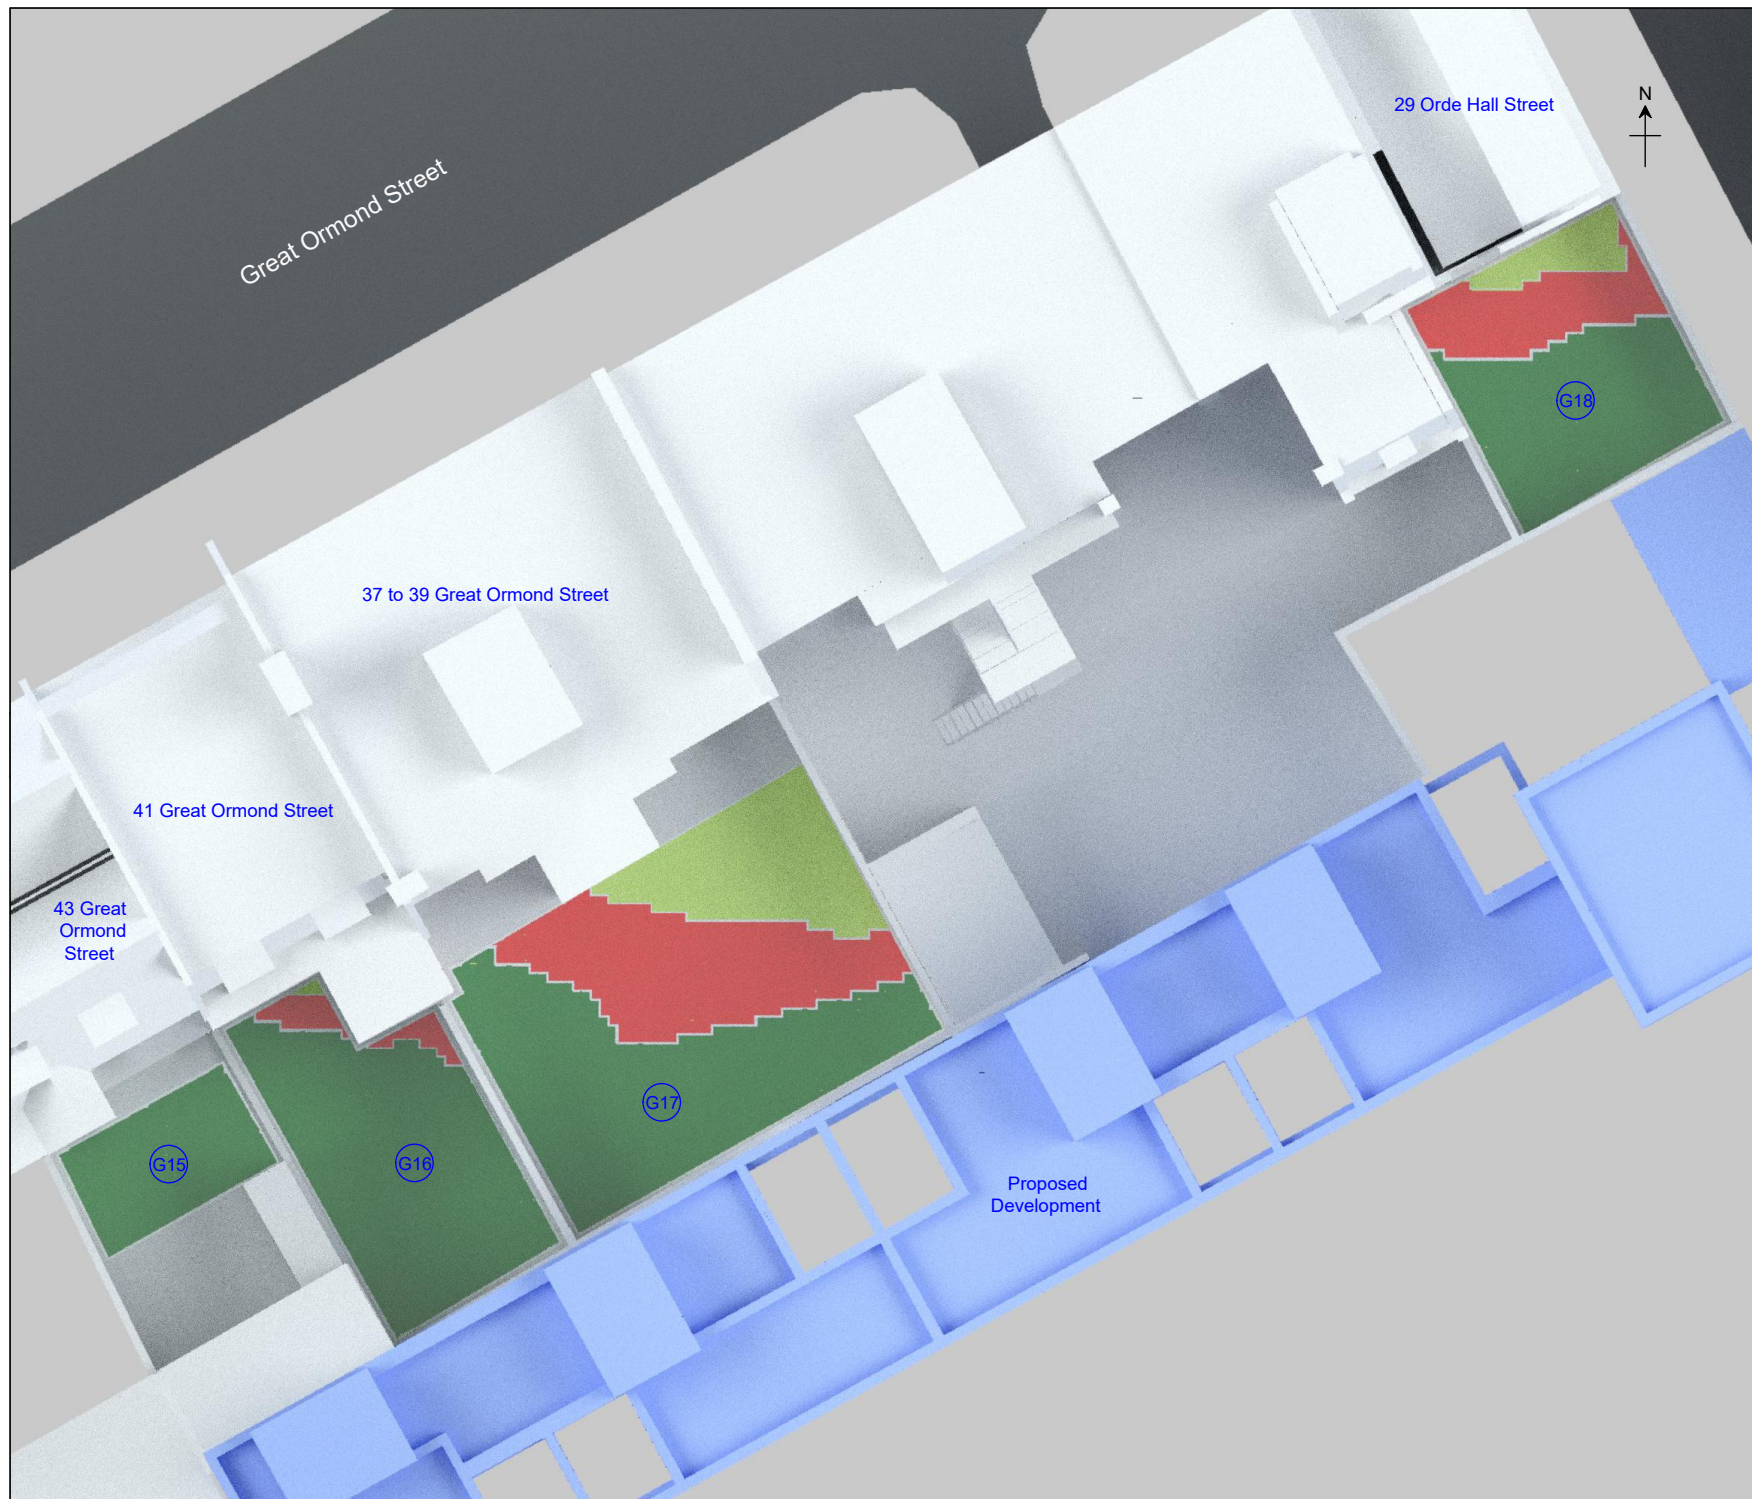 29 Orde Hall Street
N
Great Ormond Street
G18
37 to 39 Great Ormond Street
41 Great Ormond Street
43 Great
Ormond
Street
G17
G15
G16
Proposed
Development